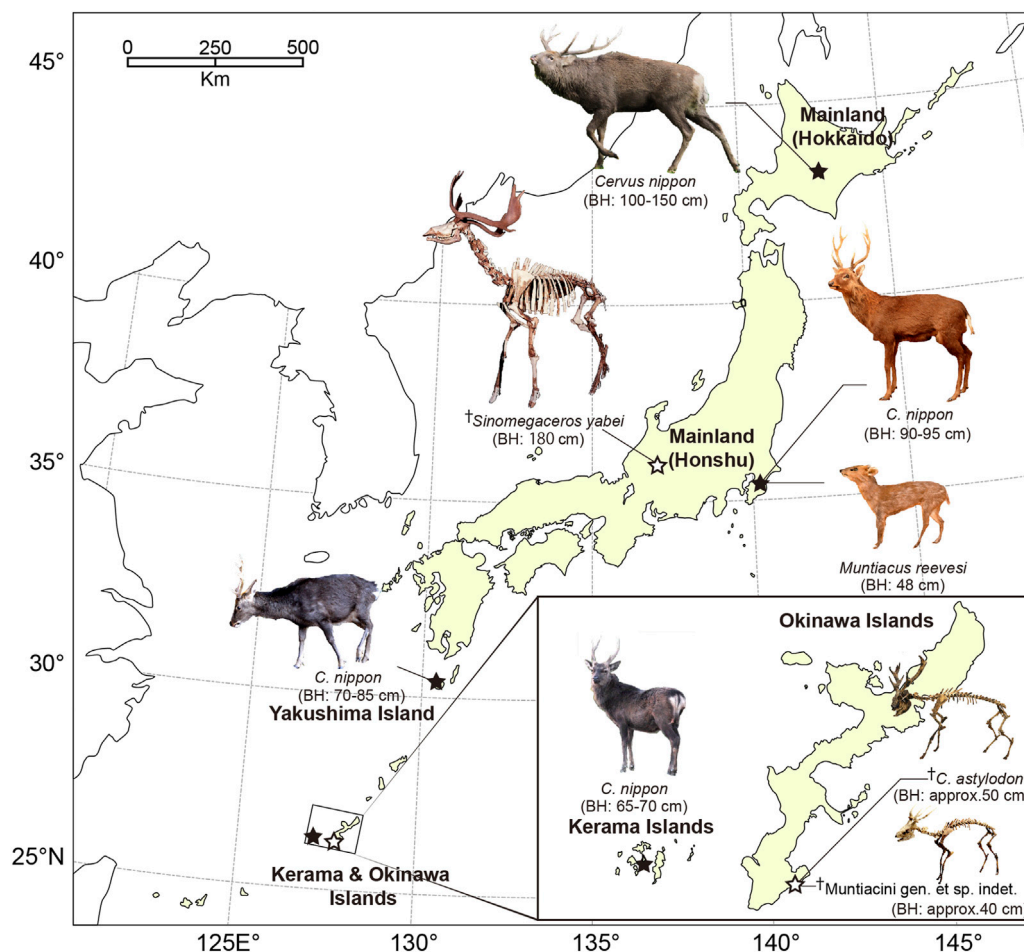 0 250 500
Km
45°
40°
35°
30°
25°N
125E°
130°
135°
140°
145°
Mainland
(Hokkaido)
Cervus nippon
(BH: 100-150 cm)
†Sinomegaceros yabei
(BH: 180 cm)
Mainland
(Honshu)
C. nippon
(BH: 90-95 cm)
Muntiacus reevesi
(BH: 48 cm)
C. nippon
(BH: 70-85 cm)
Yakushima Island
Kerama & Okinawa
Islands
Okinawa Islands
C. nippon
(BH: 65-70 cm)
Kerama Islands
†C. astylodon
(BH: approx.50 cm)
†Muntiacini gen. et sp. indet.
(BH: approx.40 cm)